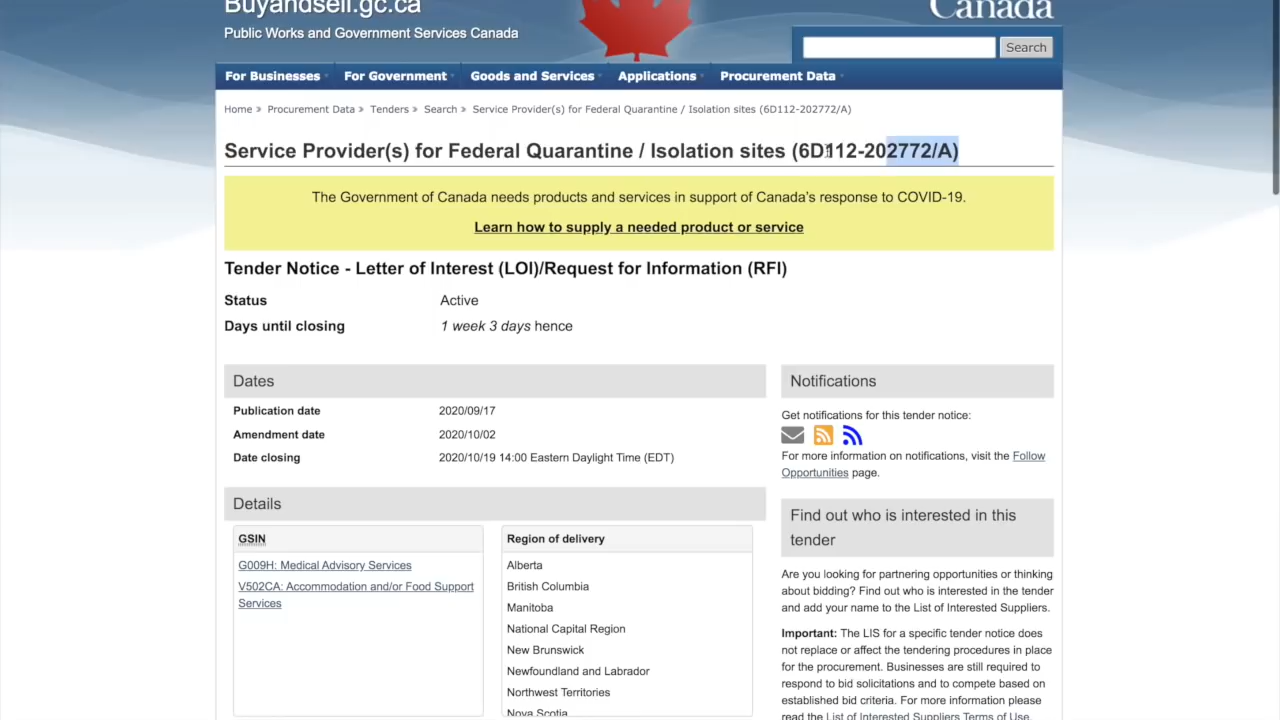 Buyandsell.gc.ca
Canada
Public Works and Government Services Canada
Search
For Businesses
For Government
Goods and Services
Applications
Procurement Data
Home » Procurement Data » Tenders » Search » Service Provider(s) for Federal Quarantine / Isolation sites (6D112-202772/A)
Service Provider(s) for Federal Quarantine / Isolation sites (6D112-202772/A)
The Government of Canada needs products and services in support of Canada's response to COVID-19.
Learn how to supply a needed product or service
Tender Notice - Letter of Interest (LOI)/Request for Information (RFI)
Status Active
Days until closing 1 week 3 days hence
Dates
Publication date 2020/09/17
Amendment date 2020/10/02
Date closing 2020/10/19 14:00 Eastern Daylight Time (EDT)
Details
GSIN
G009H: Medical Advisory Services
V502CA: Accommodation and/or Food Support
Services
Region of delivery
Alberta
British Columbia
Manitoba
National Capital Region
New Brunswick
Newfoundland and Labrador
Northwest Territories
Nova Scotia
Notifications
Get notifications for this tender notice:
For more information on notifications, visit the Follow
Opportunities page.
Find out who is interested in this
tender
Are you looking for partnering opportunities or thinking
about bidding? Find out who is interested in the tender
and add your name to the List of Interested Suppliers.
Important: The LIS for a specific tender notice does
not replace or affect the tendering procedures in place
for the procurement. Businesses are still required to
respond to bid solicitations and to compete based on
established bid criteria. For more information please
read the List of Interested Suppliers Terms of Use.